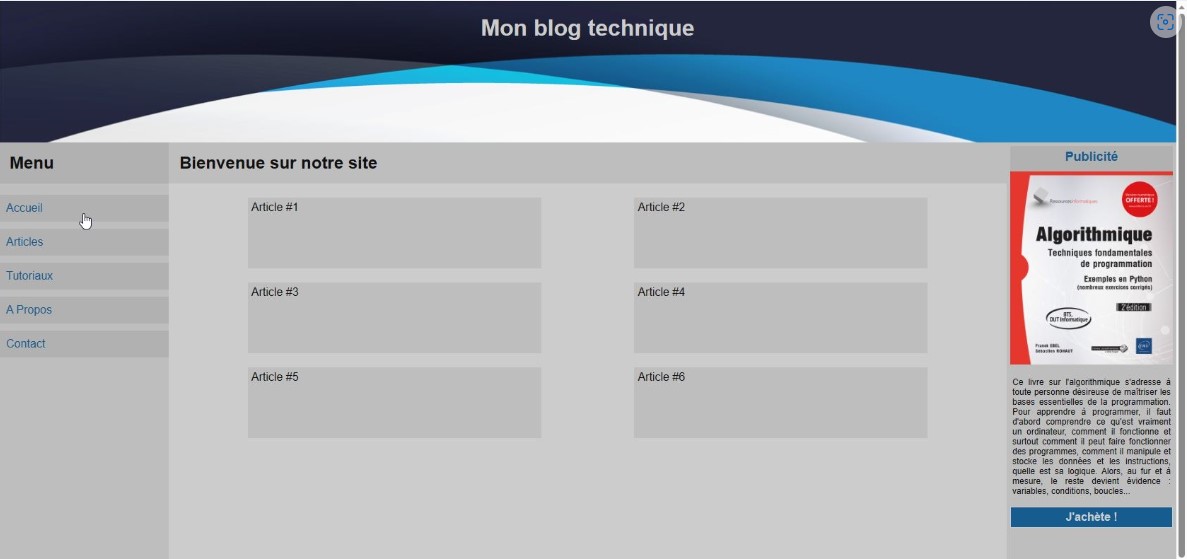 Mon blog technique
Menu
Accueil
Articles
Tutoriaux
A Propos
Contact
Bienvenue sur notre site
Article #1
Article #2
Article #3
Article #4
Article #5
Article #6
Publicité
OFFERTE !
Algorithmique
Techniques fondamentales
de programmation
Exemples en Python
(nombreux exercices corrigés)
2e édition
BTS,
DUT informatique
Franck EBEL
Sébastien ROHAUT
Ce livre sur l'algorithmique s'adresse à
toute personne désireuse de maîtriser les
bases essentielles de la programmation.
Pour apprendre à programmer, il faut
d'abord comprendre ce qu'est vraiment
un ordinateur, comment il fonctionne et
surtout comment il peut faire fonctionner
des programmes, comment il manipule et
stocke les données et les instructions,
quelle est sa logique. Alors, au fur et à
mesure, le reste devient évidence :
variables, conditions, boucles...
J'achète !